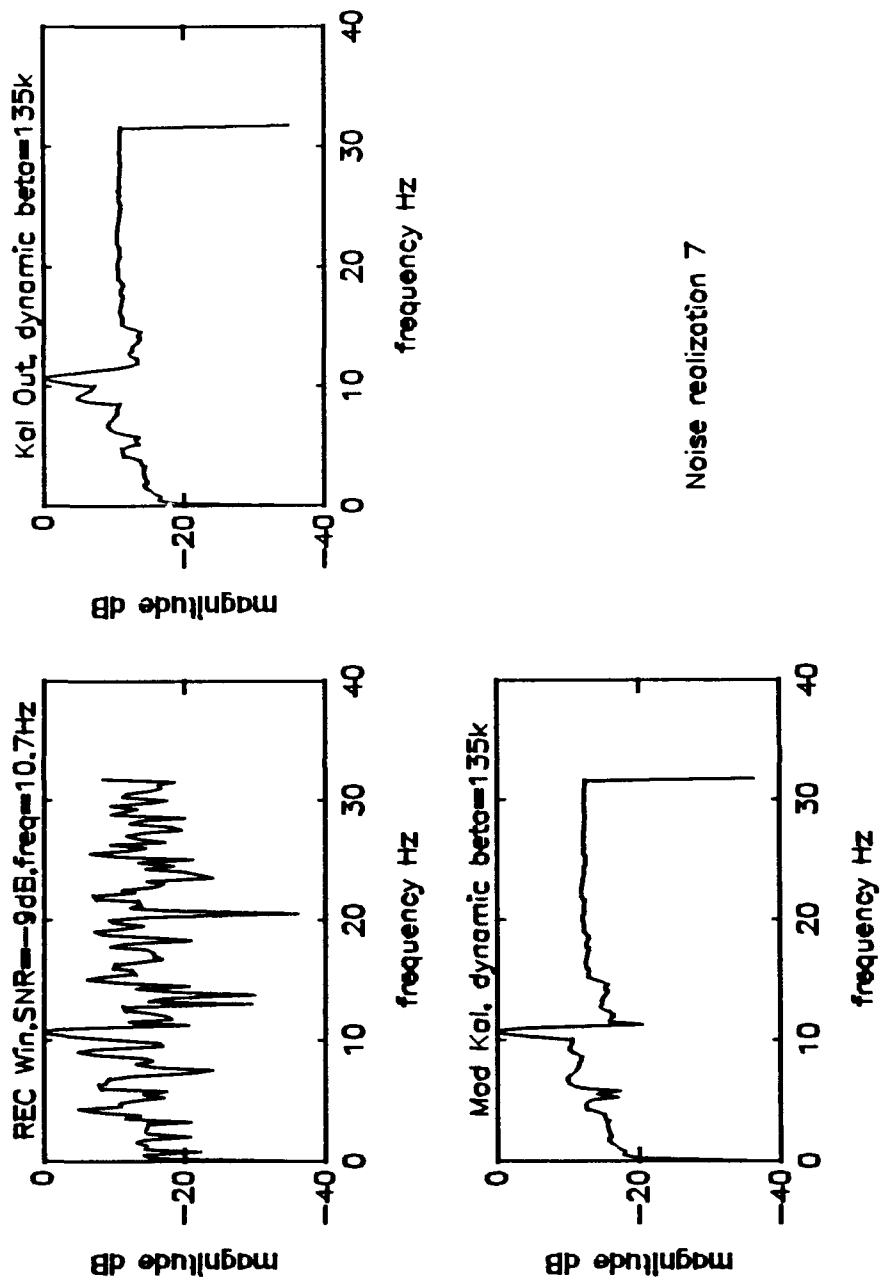 REC Win,SNR=-9dB,freq=10.7Hz
magnitude dB
0
-20
-40
0 10 20 30 40
frequency Hz
Kal Out, dynamic beta=135k
magnitude dB
0
-20
-40
0 10 20 30 40
frequency Hz
Mod Kal, dynamic beta=135k
magnitude dB
0
-20
-40
0 10 20 30 40
frequency Hz
Noise realization 7